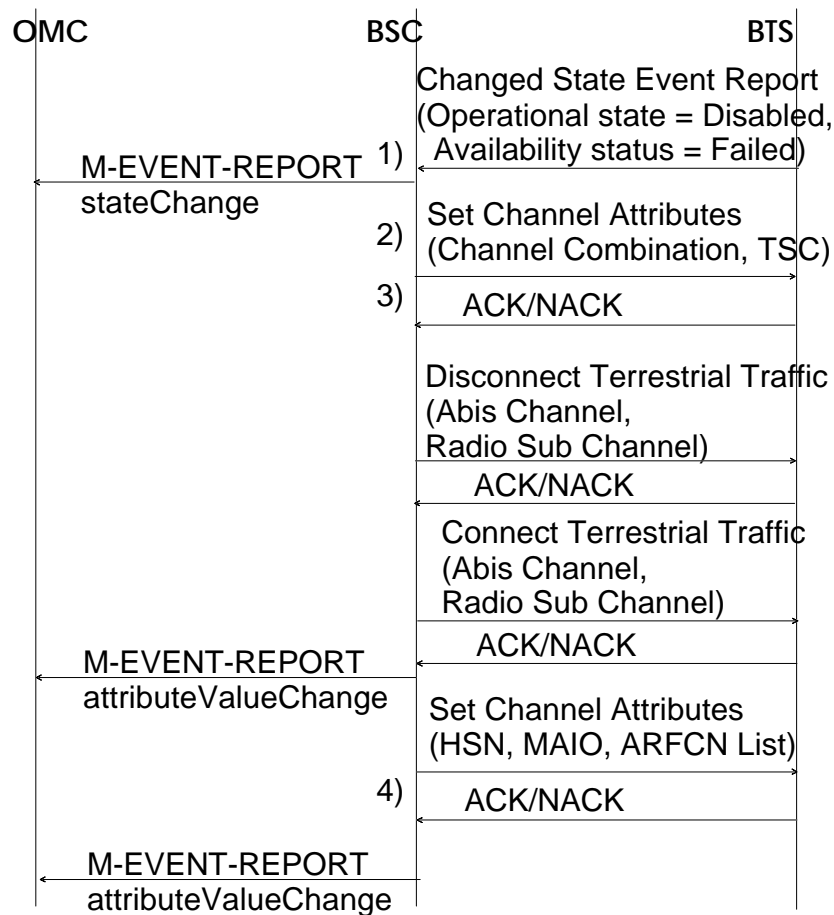 OMC BSC BTS
Changed State Event Report
(Operational state = Disabled,
1) Availability status = Failed)
M-EVENT-REPORT
stateChange
Set Channel Attributes
2) (Channel Combination, TSC)
3) ACK/NACK
Disconnect Terrestrial Traffic
(Abis Channel,
Radio Sub Channel)
ACK/NACK
Connect Terrestrial Traffic
(Abis Channel,
Radio Sub Channel)
ACK/NACK
M-EVENT-REPORT
attributeValueChange
Set Channel Attributes
(HSN, MAIO, ARFCN List)
4) ACK/NACK
M-EVENT-REPORT
attributeValueChange